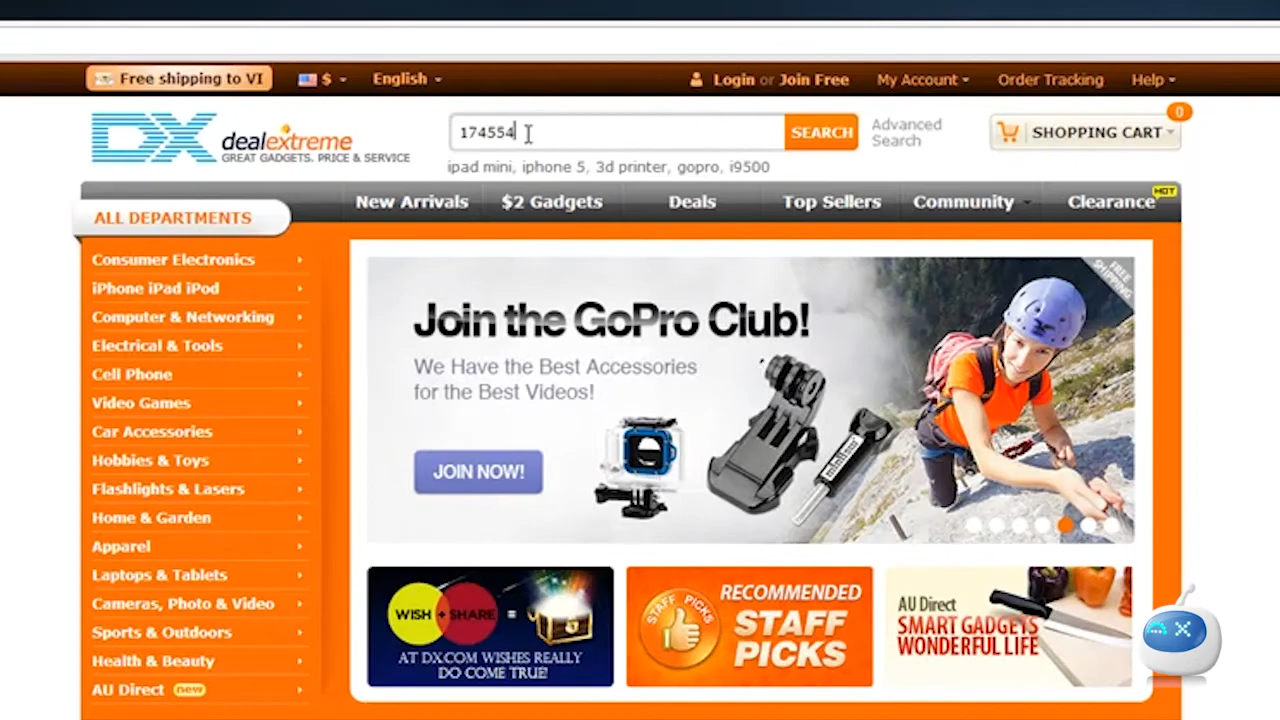 Free shipping to VI
$
English
Login or Join Free
My Account
Order Tracking
Help
DX dealextreme
GREAT GADGETS. PRICE & SERVICE
174554
SEARCH
Advanced
Search
SHOPPING CART
0
ipad mini, iphone 5, 3d printer, gopro, i9500
ALL DEPARTMENTS
New Arrivals
$2 Gadgets
Deals
Top Sellers
Community
Clearance
HOT
Consumer Electronics
iPhone iPad iPod
Computer & Networking
Electrical & Tools
Cell Phone
Video Games
Car Accessories
Hobbies & Toys
Flashlights & Lasers
Home & Garden
Apparel
Laptops & Tablets
Cameras, Photo & Video
Sports & Outdoors
Health & Beauty
AU Direct new
Join the GoPro Club!
We Have the Best Accessories
for the Best Videos!
JOIN NOW!
FREE
SHIPPING
WISH + SHARE =
AT DX.COM WISHES REALLY
DO COME TRUE!
STAFF PICKS
RECOMMENDED
STAFF
PICKS
AU Direct
SMART GADGETS
WONDERFUL LIFE